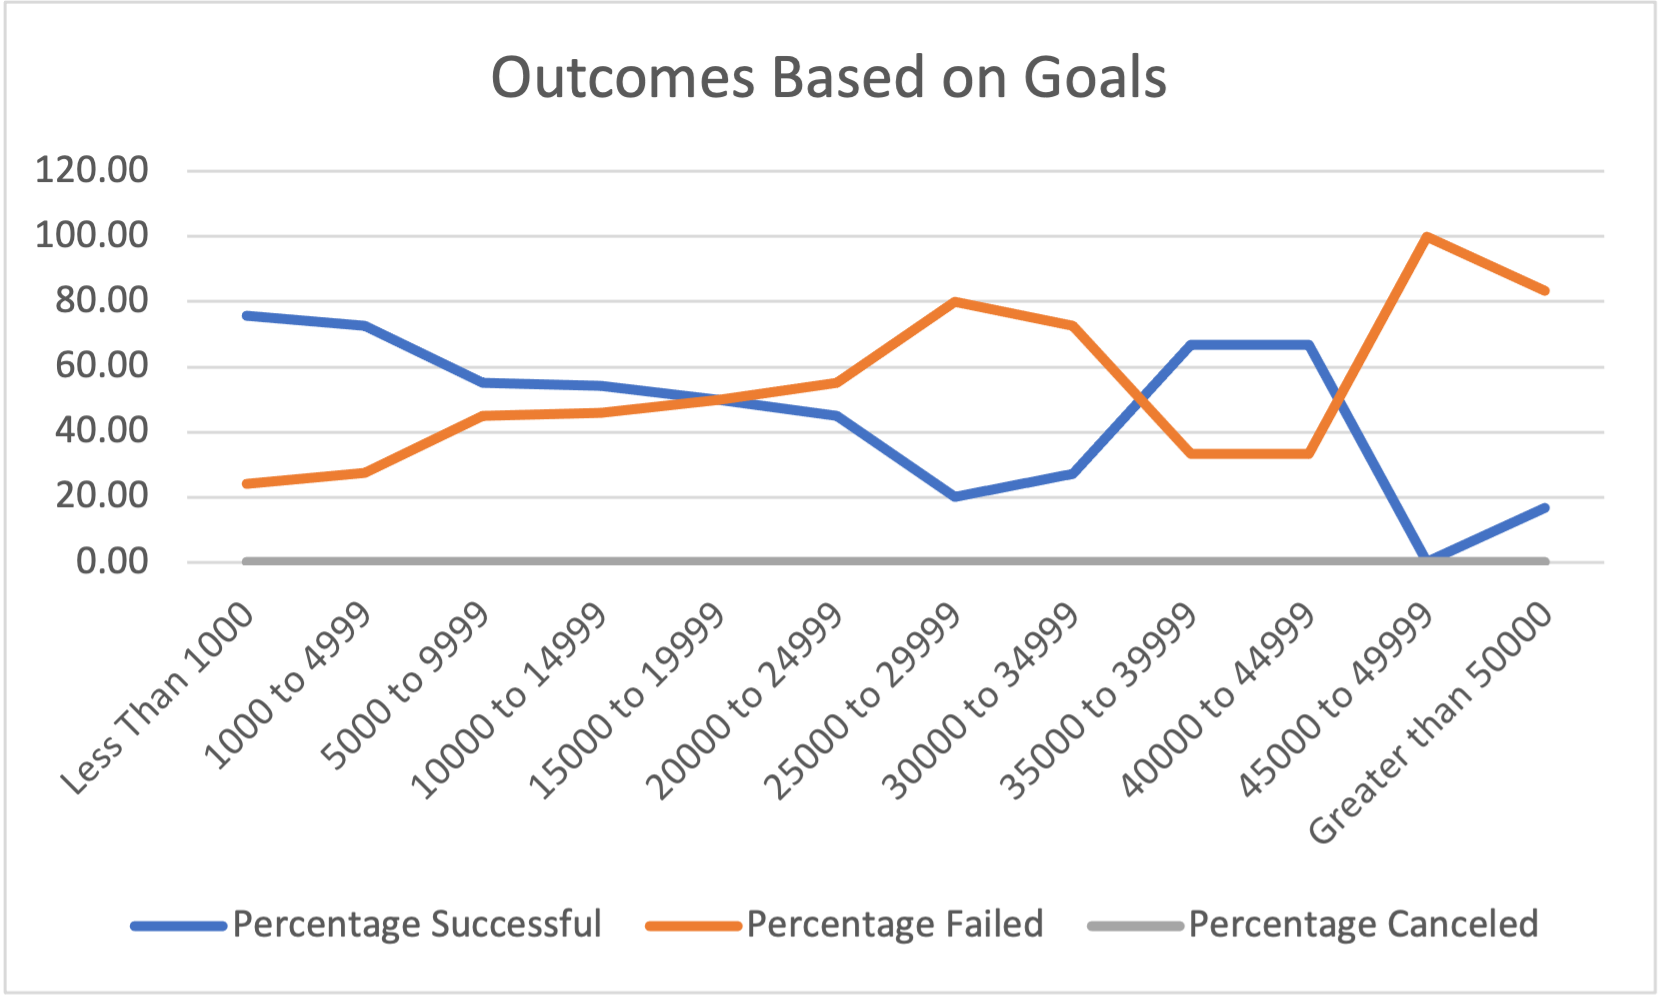 Outcomes Based on Goals
120.00
100.00
80.00
60.00
40.00
20.00
0.00
Less Than 1000
1000 to 4999
5000 to 9999
10000 to 14999
15000 to 19999
20000 to 24999
25000 to 29999
30000 to 34999
35000 to 39999
40000 to 44999
45000 to 49999
Greater than 50000
Percentage Successful
Percentage Failed
Percentage Canceled